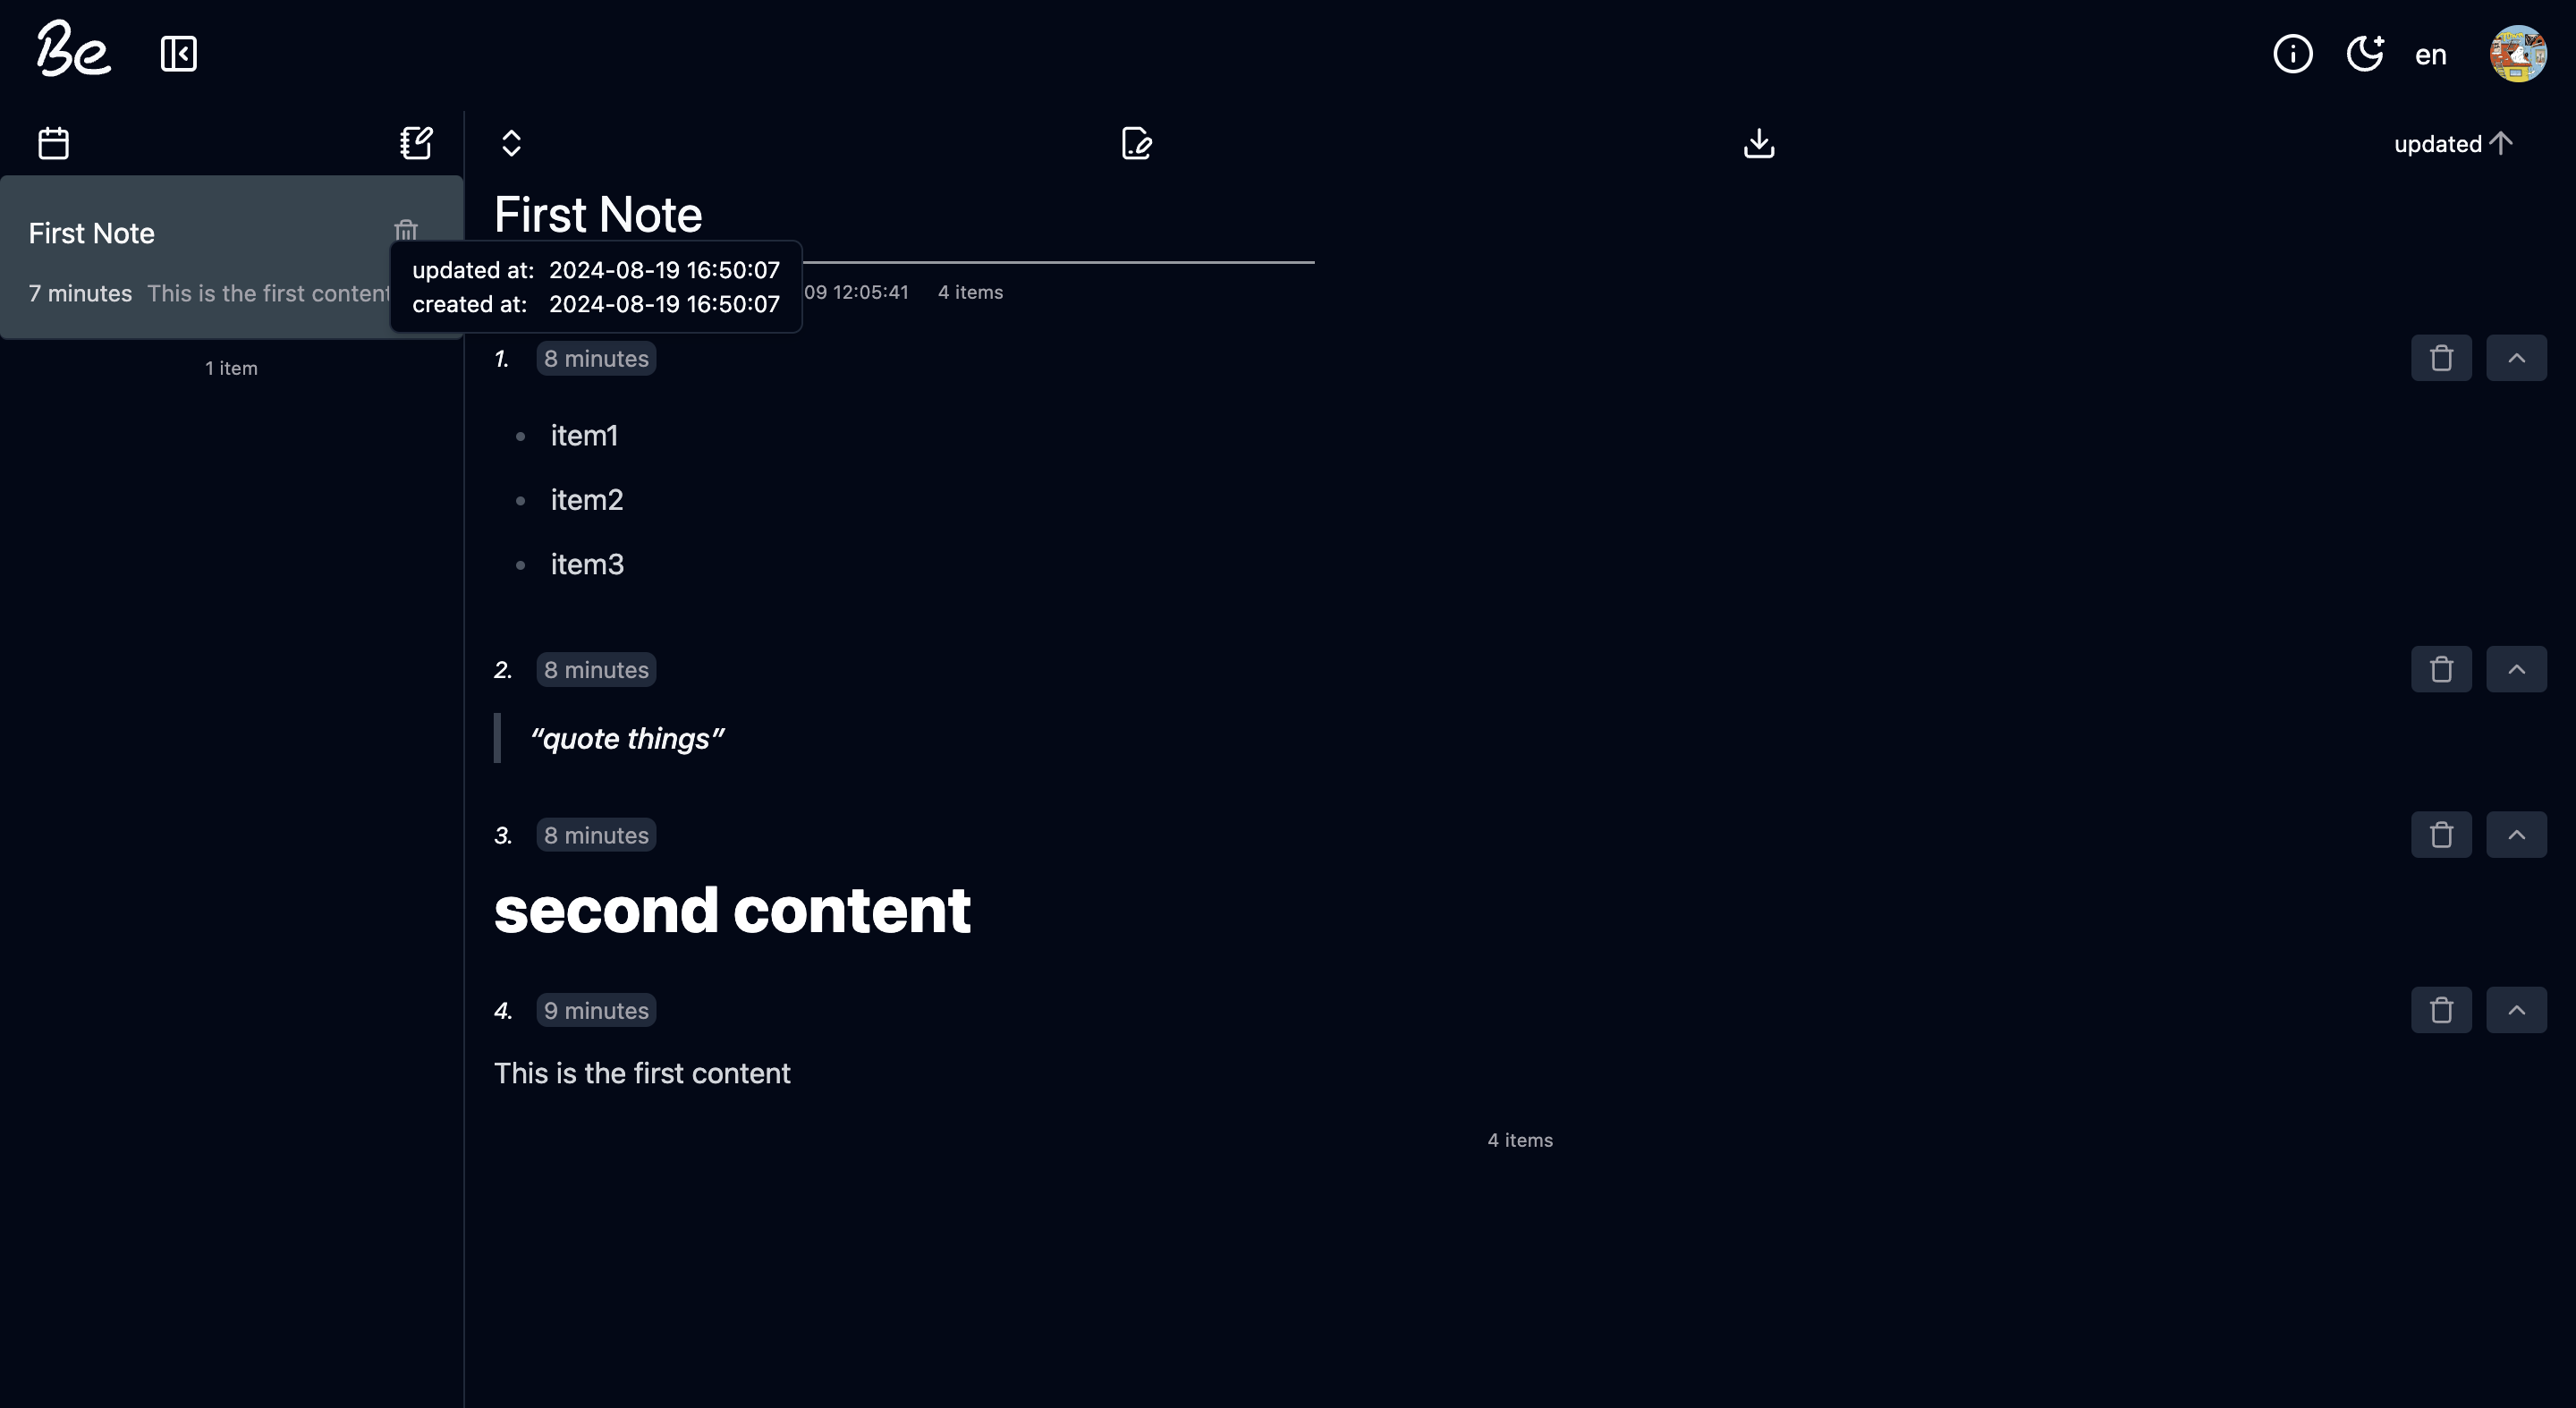 Be
en
updated
First Note
7 minutes This is the first content
1 item
First Note
updated at: 2024-08-19 16:50:07
created at: 2024-08-19 16:50:07
09 12:05:41 4 items
1. 8 minutes
item1
item2
item3
2. 8 minutes
“quote things”
3. 8 minutes
second content
4. 9 minutes
This is the first content
4 items